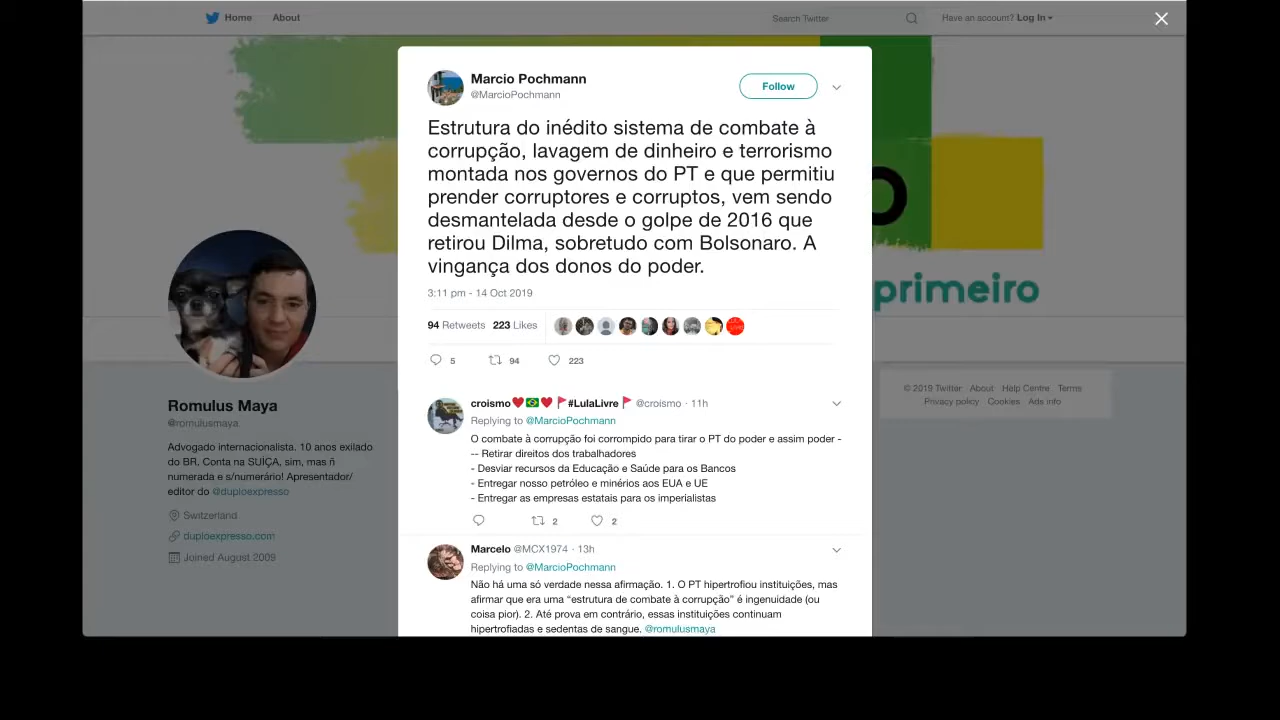 Home About Search Twitter Have an account? Log In
Marcio Pochmann
@MarcioPochmann
Follow
Estrutura do inédito sistema de combate à
corrupção, lavagem de dinheiro e terrorismo
montada nos governos do PT e que permitiu
prender corruptores e corruptos, vem sendo
desmantelada desde o golpe de 2016 que
retirou Dilma, sobretudo com Bolsonaro. A
vingança dos donos do poder.
3:11 pm - 14 Oct 2019
94 Retweets 223 Likes
5 94 223
croismo #LulaLivre @croismo · 11h
Replying to @MarcioPochmann
O combate à corrupção foi corrompido para tirar o PT do poder e assim poder -
-- Retirar direitos dos trabalhadores
- Desviar recursos da Educação e Saúde para os Bancos
- Entregar nosso petróleo e minérios aos EUA e UE
- Entregar as empresas estatais para os imperialistas
2 2
Marcelo @MCX1974 · 13h
Replying to @MarcioPochmann
Não há uma só verdade nessa afirmação. 1. O PT hipertrofiou instituições, mas
afirmar que era uma “estrutura de combate à corrupção” é ingenuidade (ou
coisa pior). 2. Até prova em contrário, essas instituições continuam
hipertrofiadas e sedentas de sangue. @romulusmaya
Romulus Maya
@romulusmaya
Advogado internacionalista. 10 anos exilado
do BR. Conta na SUÍÇA, sim, mas ñ
numerada e s/numerário! Apresentador/
editor do @duploexpresso
Switzerland
duploexpresso.com
Joined August 2009
primeiro
© 2019 Twitter About Help Centre Terms
Privacy policy Cookies Ads info